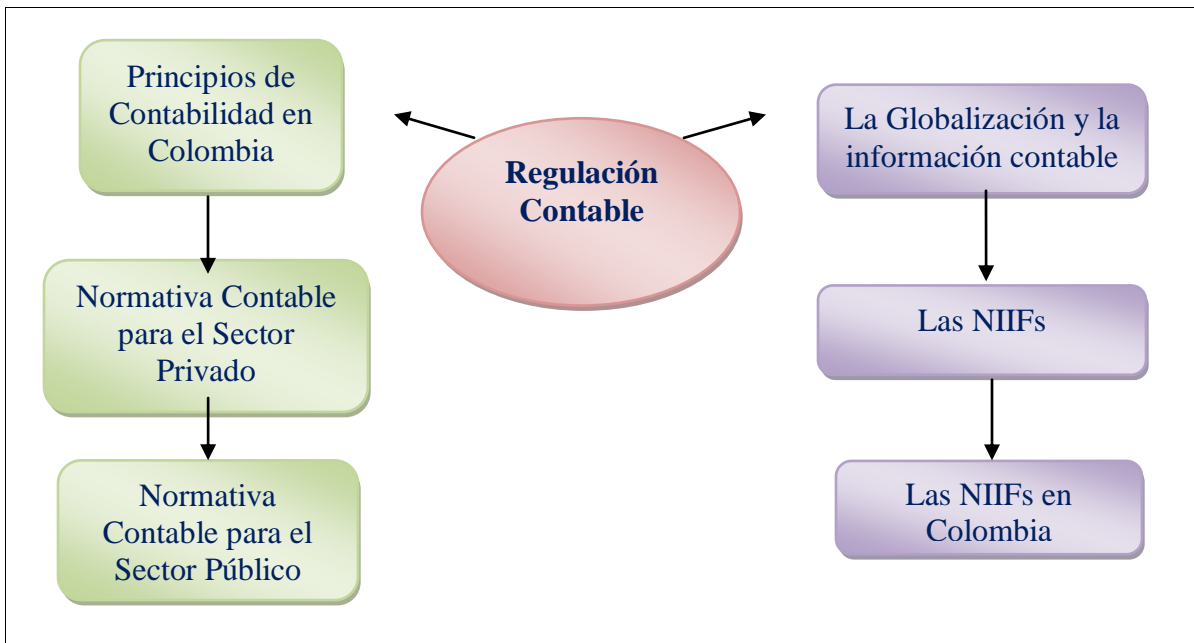 Principios de
Contabilidad en
Colombia
Normativa Contable
para el Sector
Privado
Normativa
Contable para el
Sector Público
Regulación
Contable
La Globalización y la
información contable
Las NIIFs
Las NIIFs en
Colombia